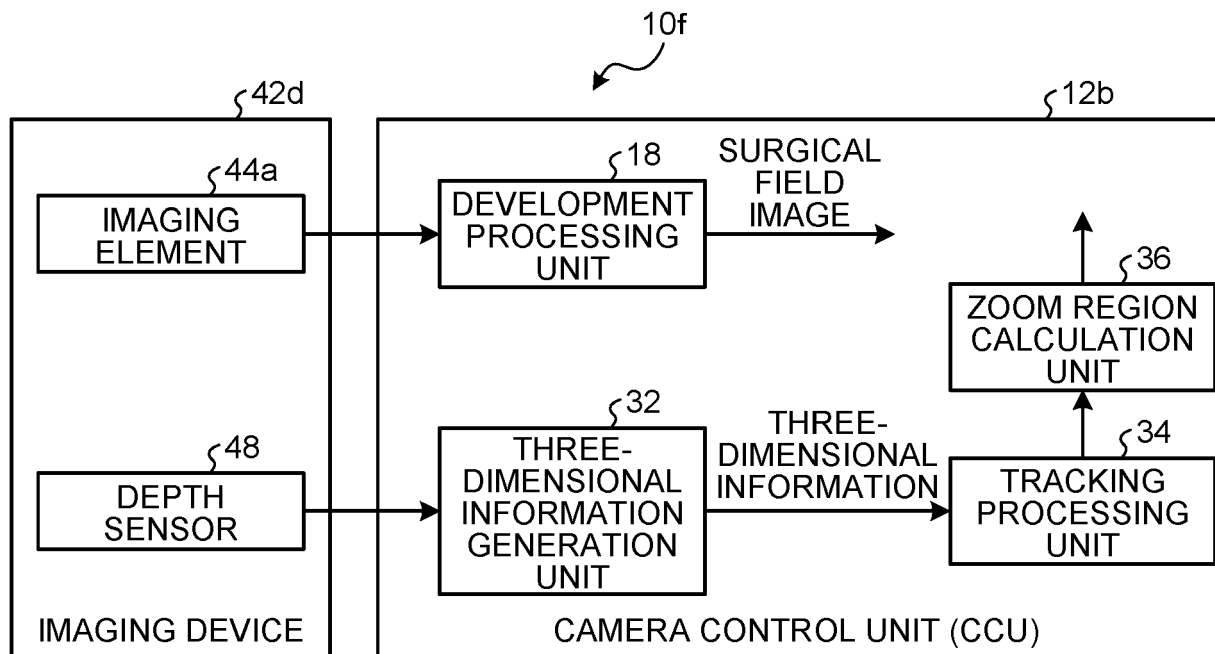 10f
42d
12b
44a
IMAGING
ELEMENT
18
DEVELOPMENT
PROCESSING
UNIT
SURGICAL
FIELD
IMAGE
36
ZOOM REGION
CALCULATION
UNIT
48
DEPTH
SENSOR
32
THREE-
DIMENSIONAL
INFORMATION
GENERATION
UNIT
THREE-
DIMENSIONAL
INFORMATION
34
TRACKING
PROCESSING
UNIT
IMAGING DEVICE
CAMERA CONTROL UNIT (CCU)